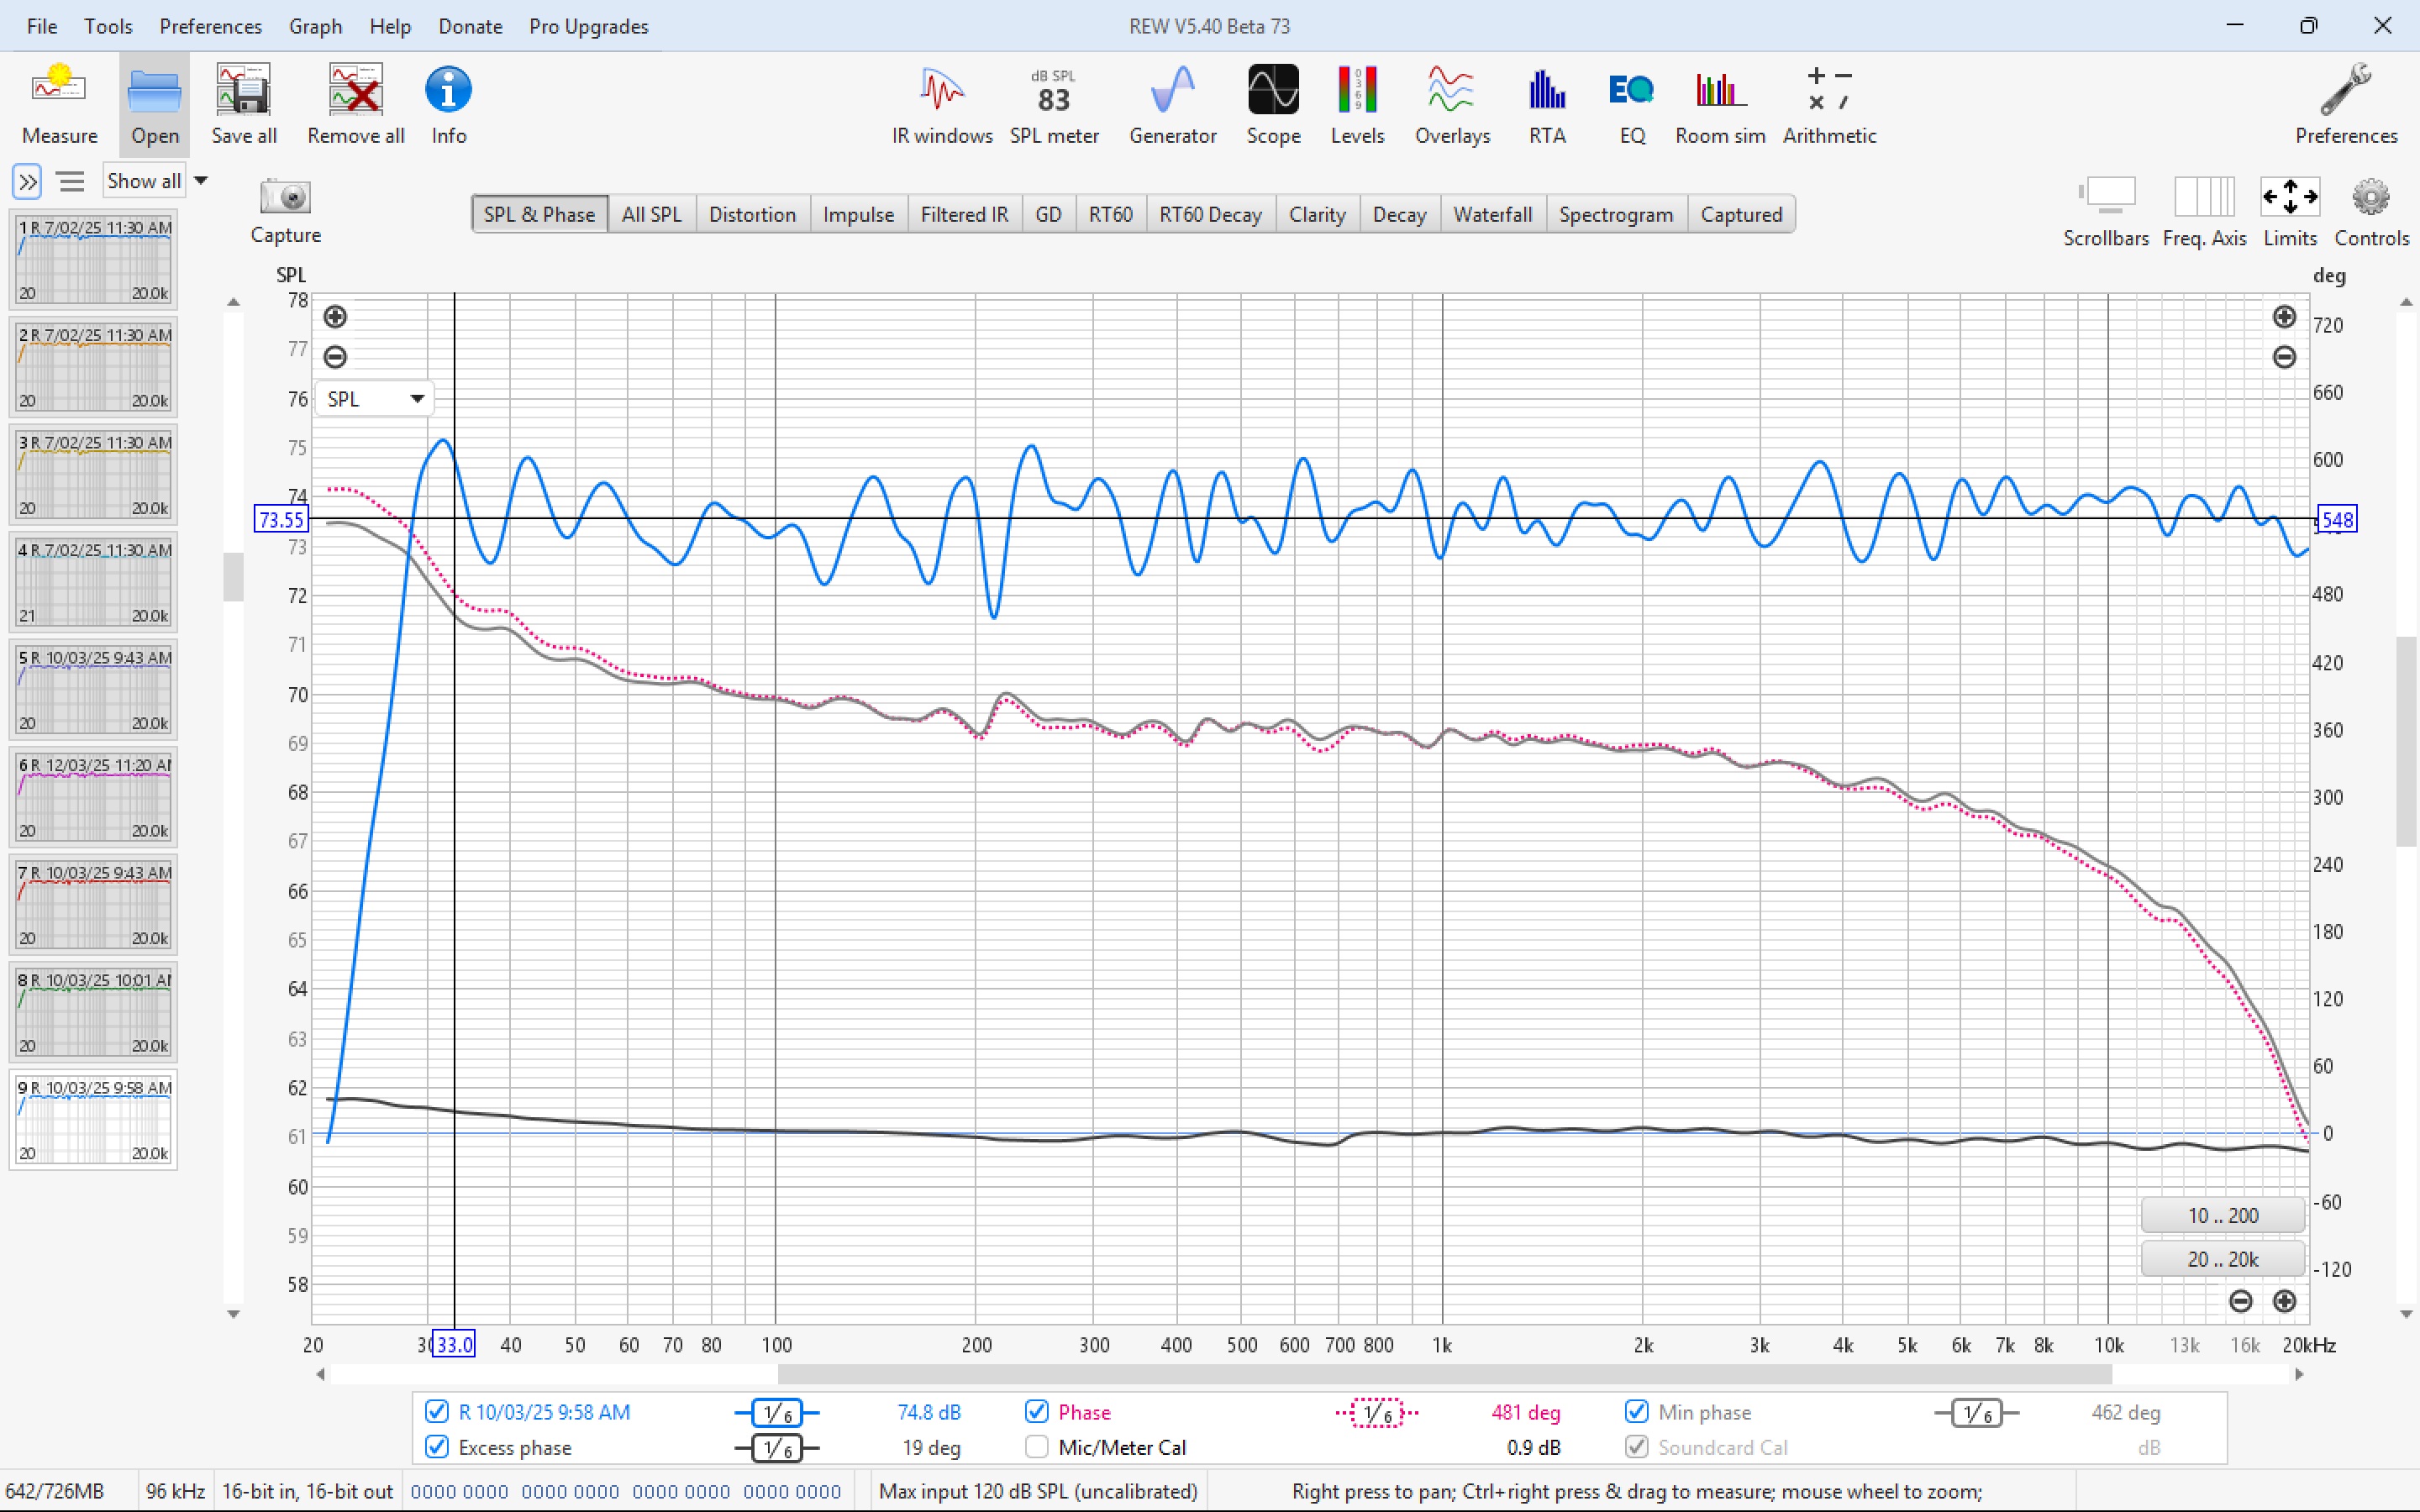 File Tools Preferences Graph Help Donate Pro Upgrades REW V5.40 Beta 73
dB SPL
83
0 3 6 9
EQ
Measure Open Save all Remove all Info IR windows SPL meter Generator Scope Levels Overlays RTA EQ Room sim Arithmetic Preferences
Show all
Capture
SPL & Phase All SPL Distortion Impulse Filtered IR GD RT60 RT60 Decay Clarity Decay Waterfall Spectrogram Captured
Scrollbars Freq. Axis Limits Controls
1 R 7/02/25 11:30 AM
20 20.0k
2 R 7/02/25 11:30 AM
20 20.0k
3 R 7/02/25 11:30 AM
20 20.0k
4 R 7/02/25 11:30 AM
21 20.0k
5 R 10/03/25 9:43 AM
20 20.0k
6 R 12/03/25 11:20 AM
20 20.0k
7 R 10/03/25 9:43 AM
20 20.0k
8 R 10/03/25 10:01 AM
20 20.0k
9 R 10/03/25 9:58 AM
20 20.0k
SPL
78
77
76
75
74
73.55
73
72
71
70
69
68
67
66
65
64
63
62
61
60
59
58
SPL
deg
720
660
600
548
480
420
360
300
240
180
120
60
0
-60
-120
10 .. 200
20 .. 20k
20 30 33.0 40 50 60 70 80 100 200 300 400 500 600 700 800 1k 2k 3k 4k 5k 6k 7k 8k 10k 13k 16k 20kHz
R 10/03/25 9:58 AM 1/6 74.8 dB Phase 1/6 481 deg Min phase 1/6 462 deg
Excess phase 1/6 19 deg Mic/Meter Cal 0.9 dB Soundcard Cal dB
642/726MB 96 kHz 16-bit in, 16-bit out 0000 0000 0000 0000 0000 0000 0000 0000 Max input 120 dB SPL (uncalibrated) Right press to pan; Ctrl+right press & drag to measure; mouse wheel to zoom;